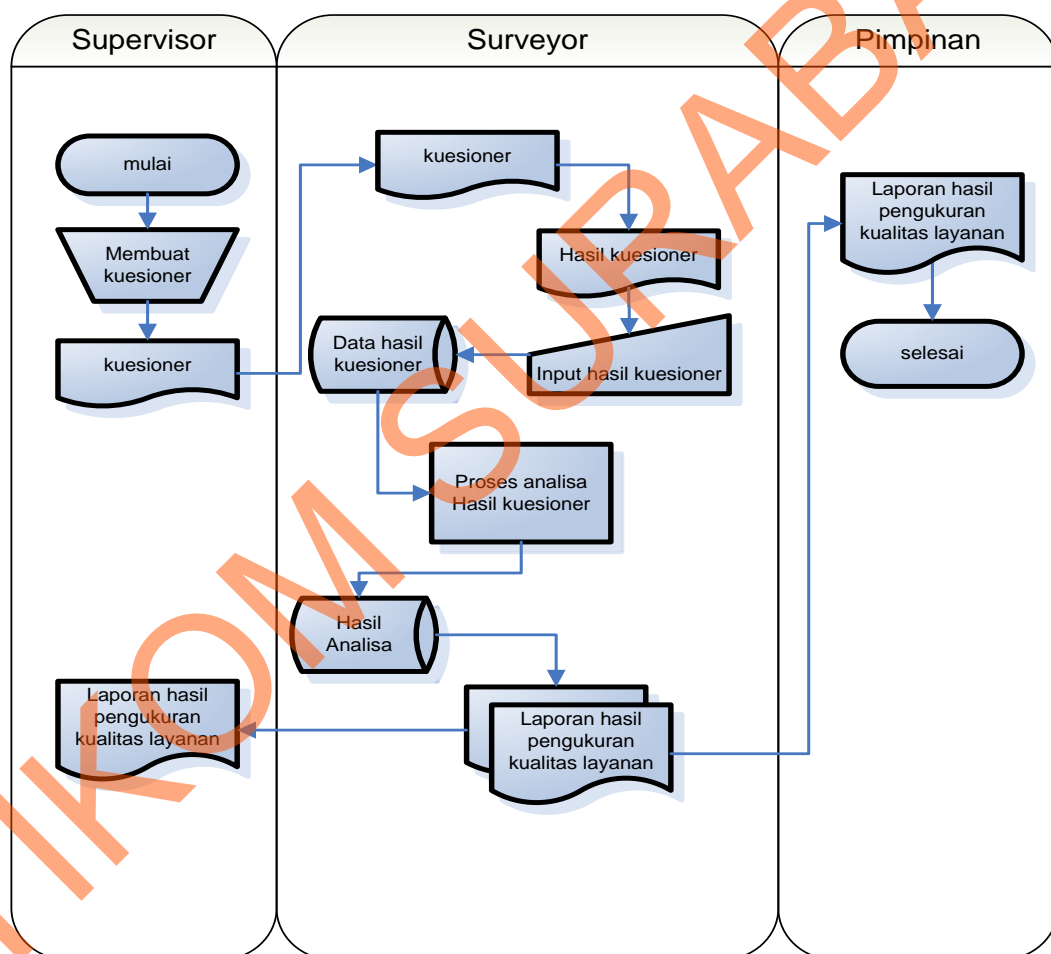 Supervisor
Surveyor
Pimpinan
mulai
Membuat
kuesioner
kuesioner
kuesioner
Hasil kuesioner
Input hasil kuesioner
Data hasil
kuesioner
Proses analisa
Hasil kuesioner
Hasil
Analisa
Laporan hasil
pengukuran
kualitas layanan
Laporan hasil
pengukuran
kualitas layanan
Laporan hasil
pengukuran
kualitas layanan
selesai
IKOM SURABA